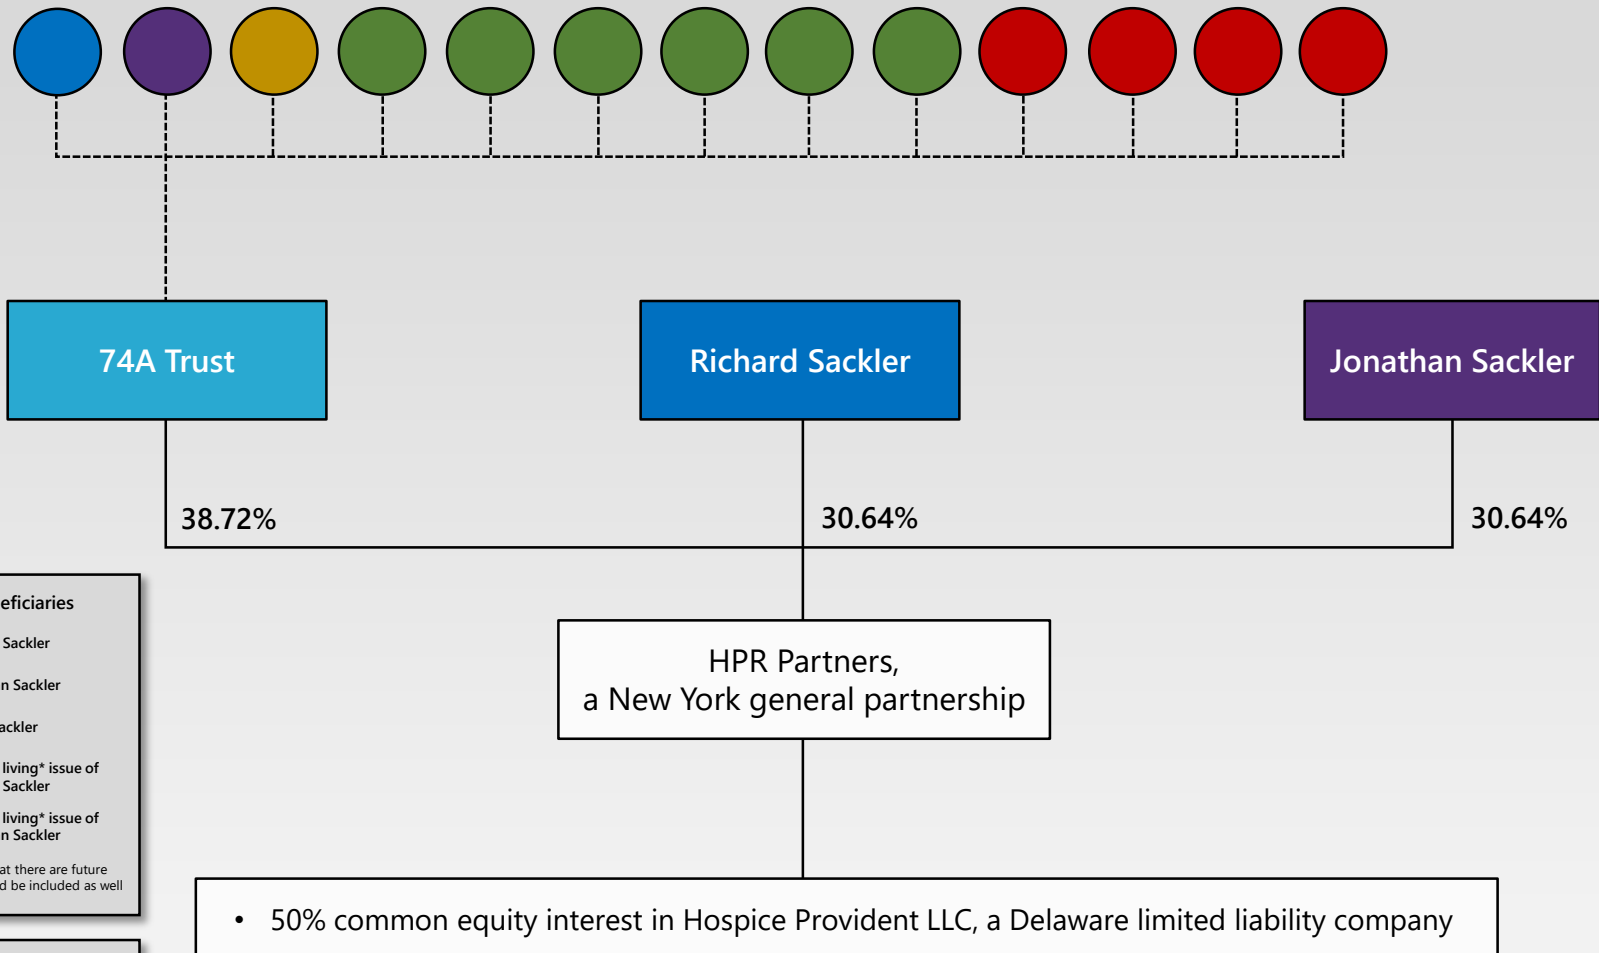 74A Trust
Richard Sackler
Jonathan Sackler
38.72%
30.64%
30.64%
eficiaries
Sackler
n Sackler
ackler
living* issue of
Sackler
living* issue of
n Sackler
at there are future
d be included as well
HPR Partners,
a New York general partnership
• 50% common equity interest in Hospice Provident LLC, a Delaware limited liability company